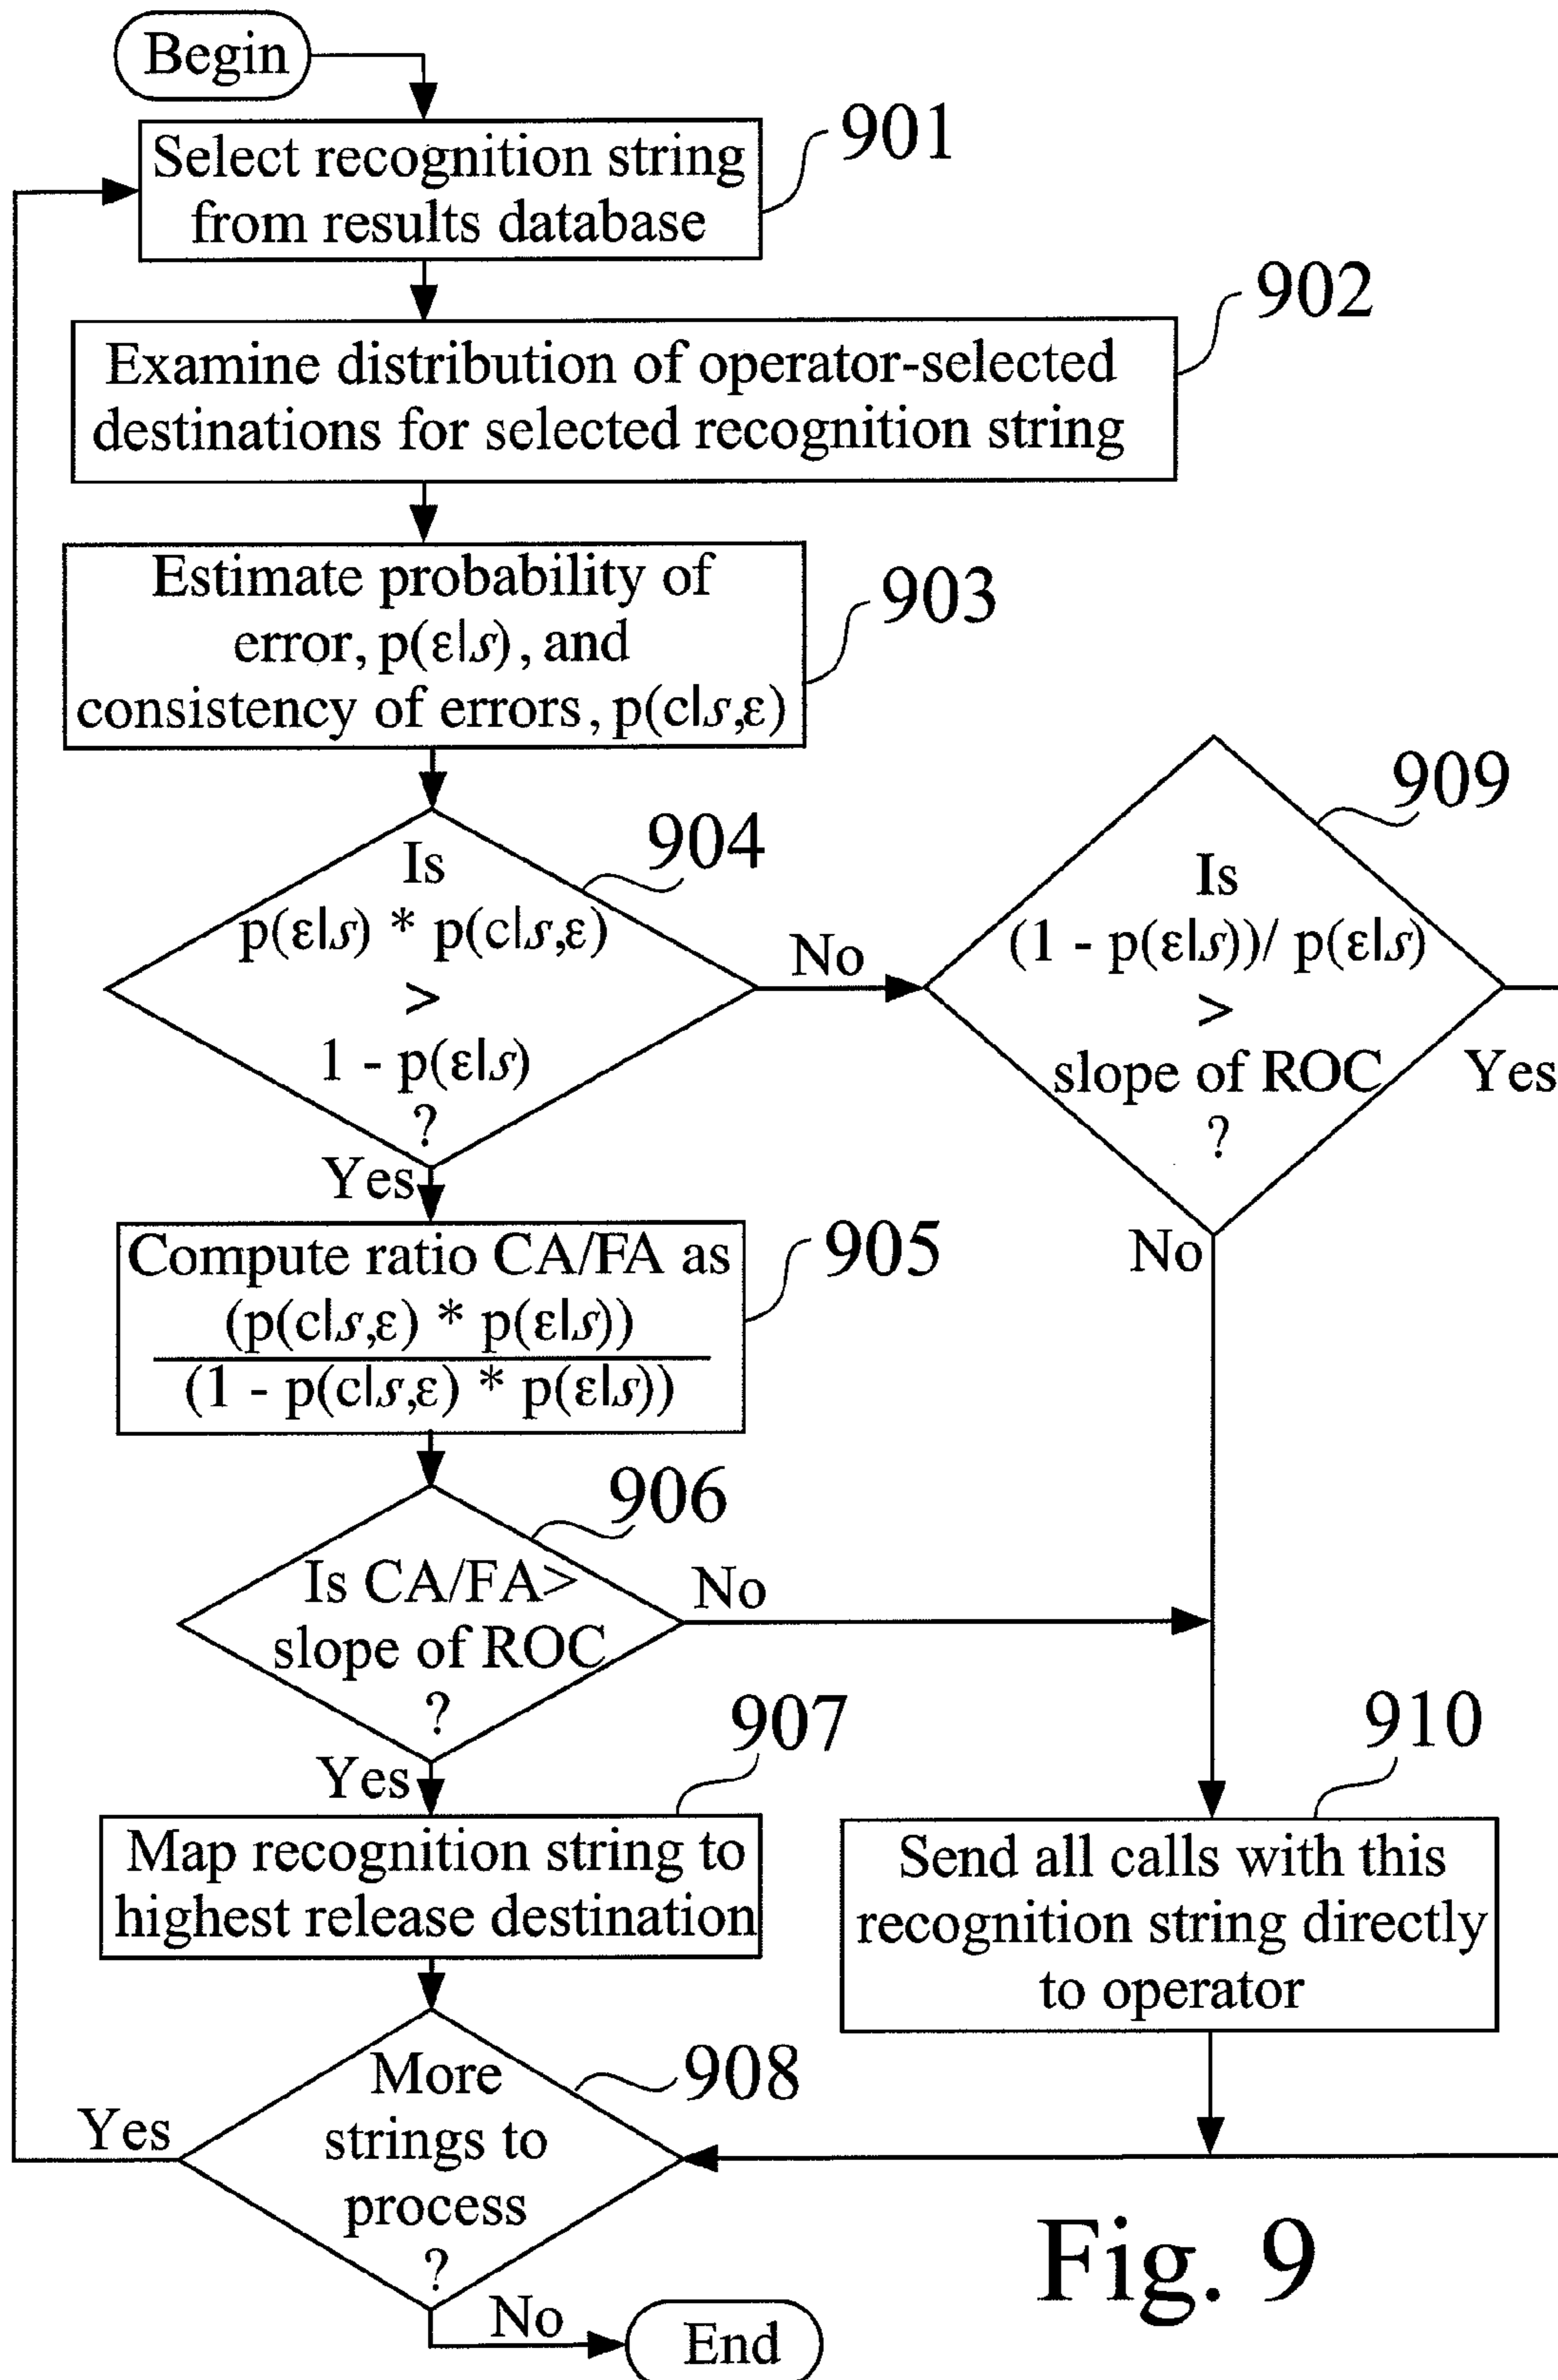 Begin
901
Select recognition string
from results database
902
Examine distribution of operator-selected
destinations for selected recognition string
903
Estimate probability of
error, p(ε|s), and
consistency of errors, p(c|s,ε)
904
Is
p(ε|s) * p(c|s,ε)
>
1 - p(ε|s)
?
No
Yes
909
Is
(1 - p(ε|s))/ p(ε|s)
>
slope of ROC
?
Yes
No
905
Compute ratio CA/FA as
(p(c|s,ε) * p(ε|s))
(1 - p(c|s,ε) * p(ε|s))
906
Is CA/FA>
slope of ROC
?
No
Yes
907
Map recognition string to
highest release destination
910
Send all calls with this
recognition string directly
to operator
908
More
strings to
process
?
Yes
No
End
Fig. 9